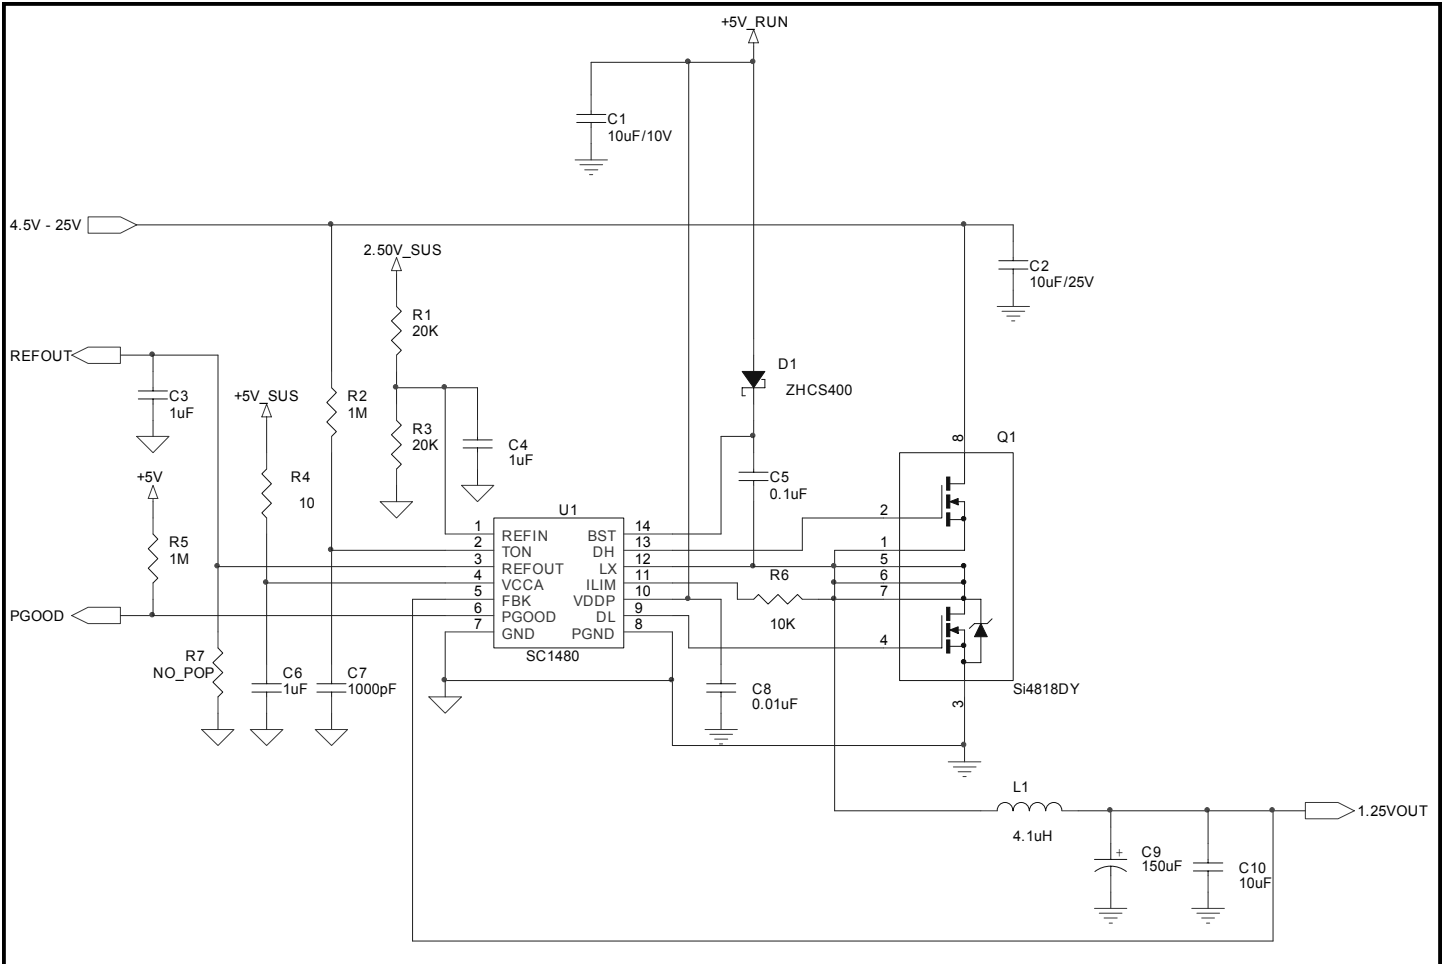 +5V_RUN
C1
10uF/10V
4.5V - 25V
2.50V_SUS
C2
10uF/25V
R1
20K
REFOUT
C3
1uF
+5V_SUS
R2
1M
D1
ZHCS400
R3
20K
C4
1uF
Q1
8
+5V
R4
10
C5
0.1uF
U1
R5
1M
1 REFIN BST 14
2 TON DH 13
3 REFOUT LX 12
4 VCCA ILIM 11
5 FBK VDDP 10
6 PGOOD DL 9
7 GND PGND 8
SC1480
2
1
5
6
7
4
R6
10K
PGOOD
R7
NO_POP
C6
1uF
C7
1000pF
C8
0.01uF
Si4818DY
3
L1
4.1uH
1.25VOUT
+
C9
150uF
C10
10uF